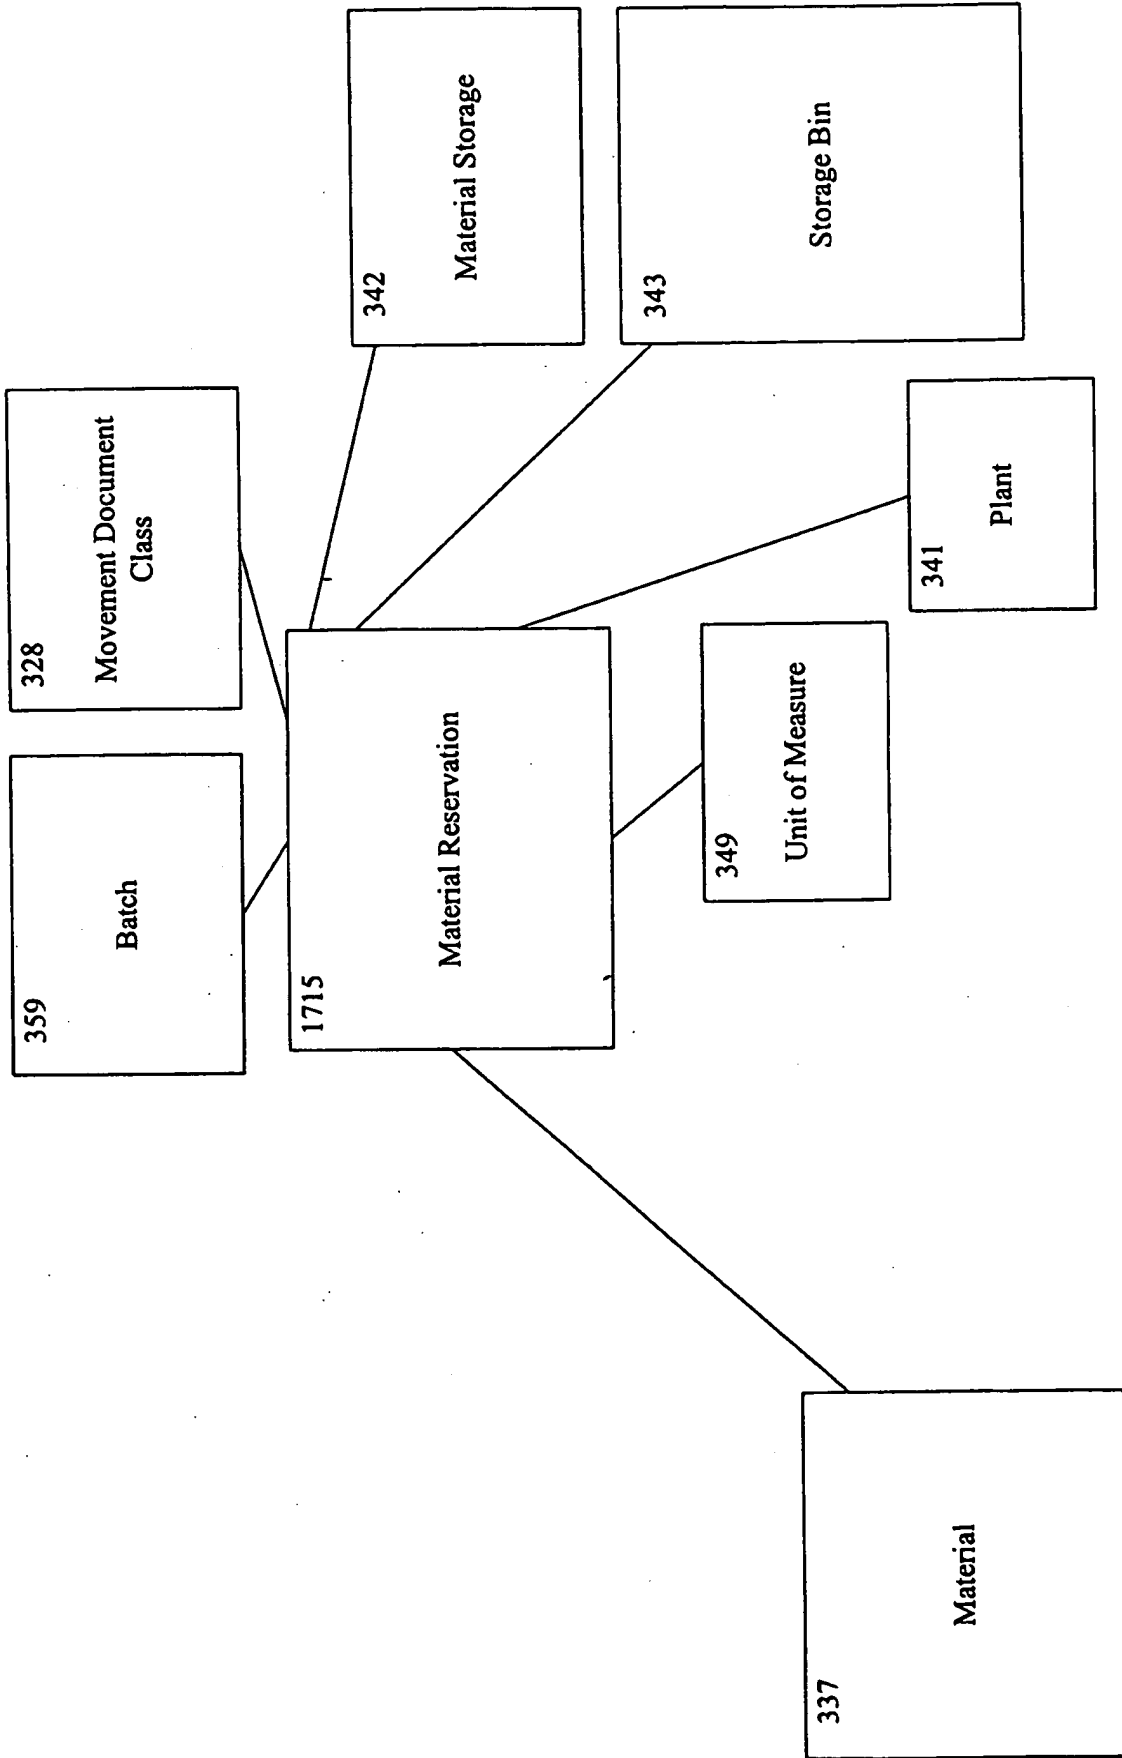 359
Batch
328
Movement Document
Class
1715
Material Reservation
342
Material Storage
343
Storage Bin
349
Unit of Measure
337
Material
341
Plant